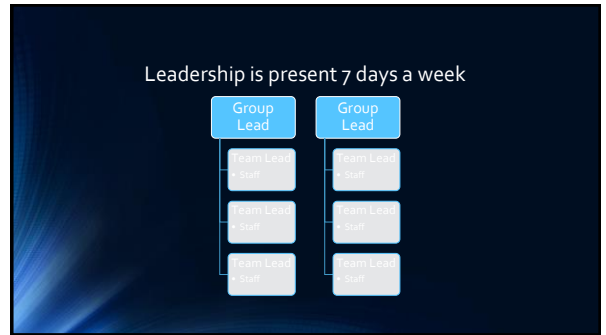 Leadership is present 7 days a week
Group
Lead
Group
Lead
Team Lead
• Staff
Team Lead
• Staff
Team Lead
• Staff
Team Lead
• Staff
Team Lead
• Staff
Team Lead
• Staff